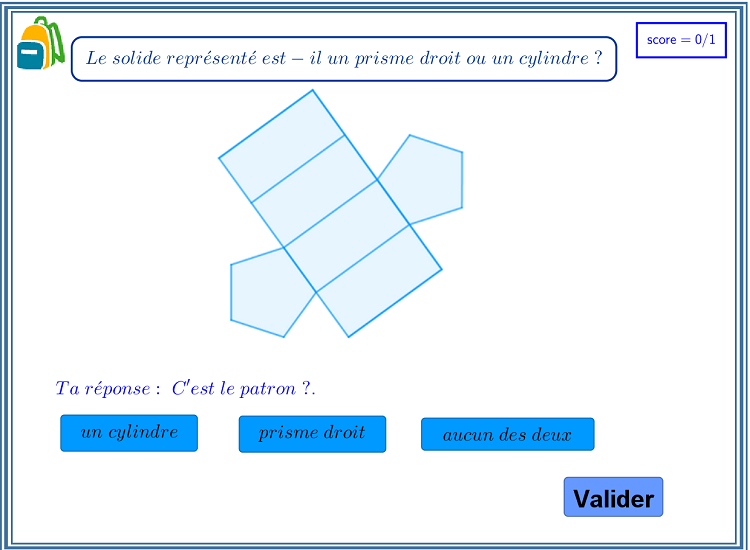 Le solide représenté est – il un prisme droit ou un cylindre ?
score = 0/1
Ta réponse : C'est le patron ?.
un cylindre
prisme droit
aucun des deux
Valider